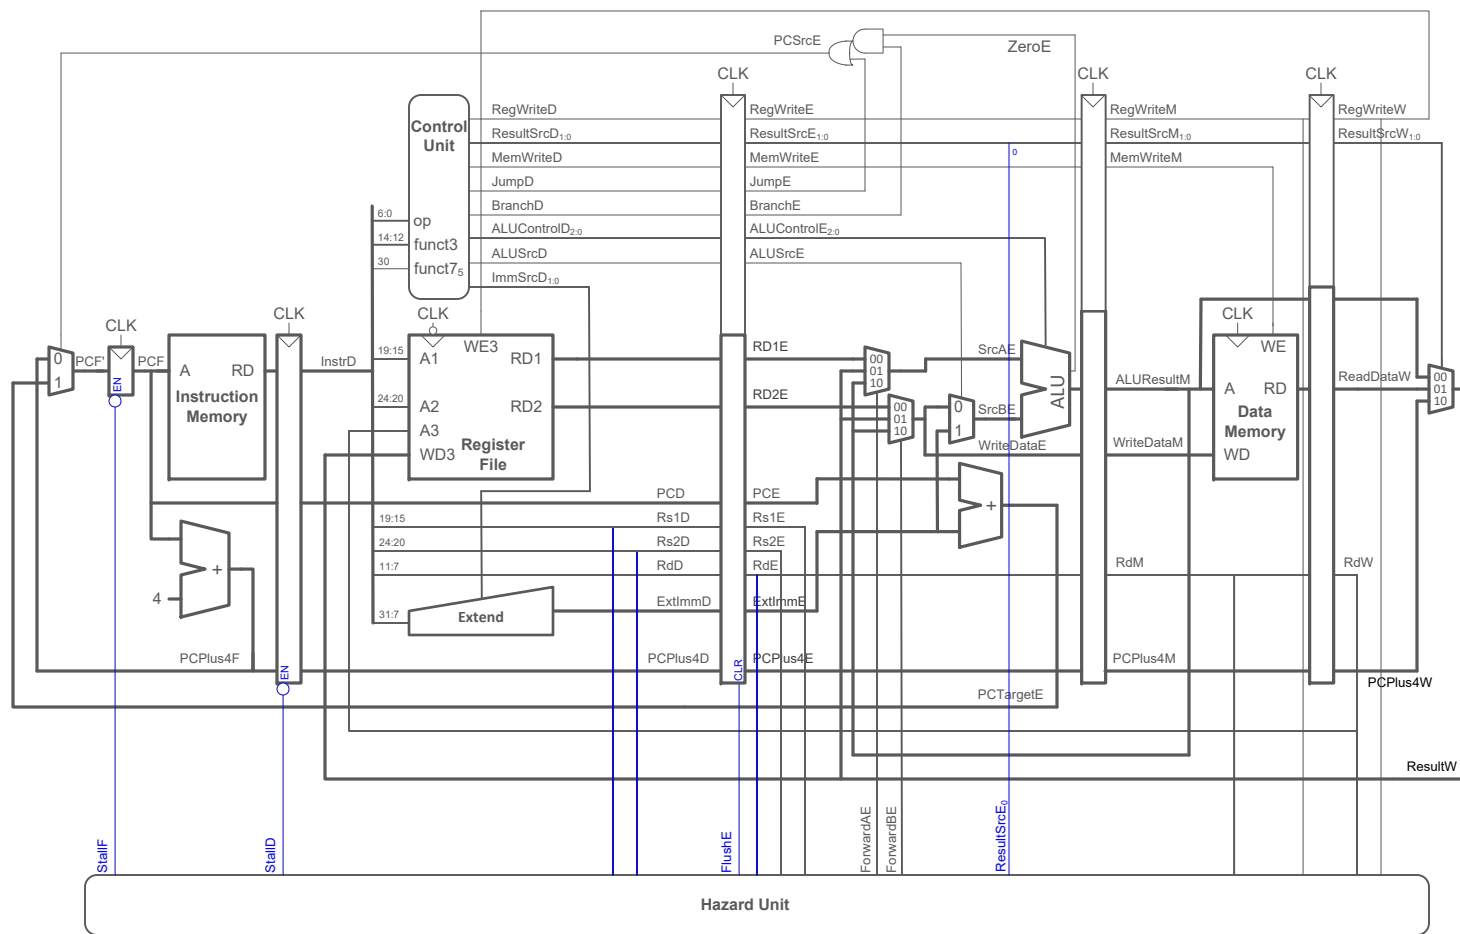 PCSrcE
ZeroE
CLK
CLK
CLK
Control
Unit
RegWriteD
RegWriteE
RegWriteM
RegWriteW
ResultSrcD1:0
ResultSrcE1:0
ResultSrcM1:0
ResultSrcW1:0
0
MemWriteD
MemWriteE
MemWriteM
JumpD
JumpE
6:0
op
BranchD
BranchE
14:12
funct3
ALUControlD2:0
ALUControlE2:0
30
funct75
ALUSrcD
ALUSrcE
ImmSrcD1:0
CLK
CLK
CLK
CLK
0
1
PCF'
EN
PCF
A
RD
Instruction
Memory
InstrD
19:15
A1
WE3
RD1
RD1E
00
01
10
SrcAE
ALU
ALUResultM
WE
A
RD
ReadDataW
00
01
10
24:20
A2
RD2
RD2E
00
01
10
0
1
SrcBE
Data
Memory
A3
WD3
Register
File
WriteDataE
WriteDataM
WD
PCD
PCE
+
19:15
Rs1D
Rs1E
24:20
Rs2D
Rs2E
11:7
RdD
RdE
RdM
RdW
+
4
31:7
Extend
ExtImmD
ExtImmE
PCPlus4F
EN
PCPlus4D
CLR
PCPlus4E
PCPlus4M
PCPlus4W
PCTargetE
ResultW
StallF
StallD
FlushE
ForwardAE
ForwardBE
ResultSrcE0
Hazard Unit